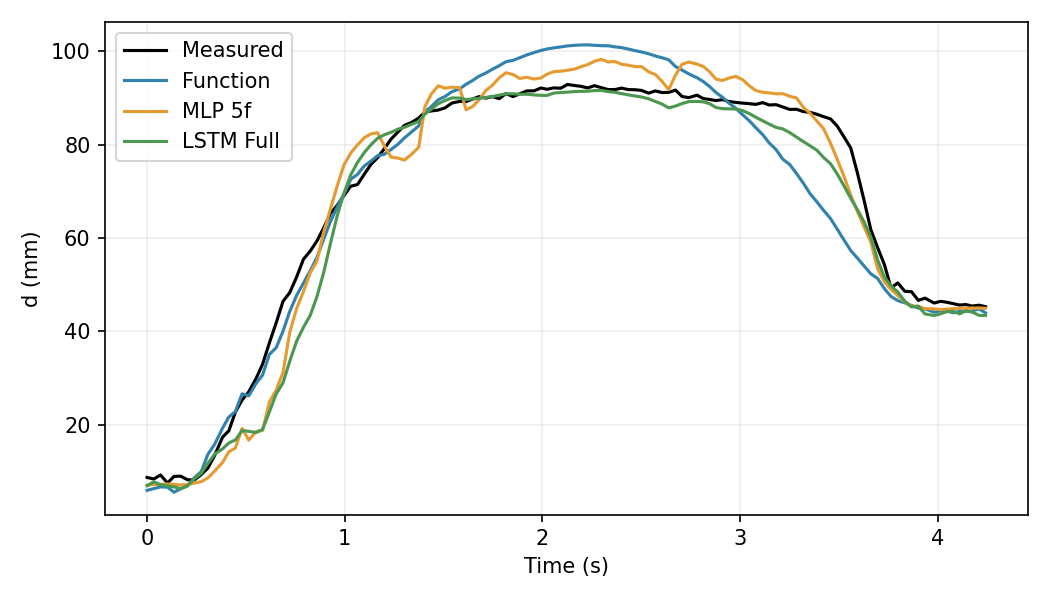 Measured
Function
MLP 5f
LSTM Full
100
80
60
40
20
d (mm)
0 1 2 3 4
Time (s)